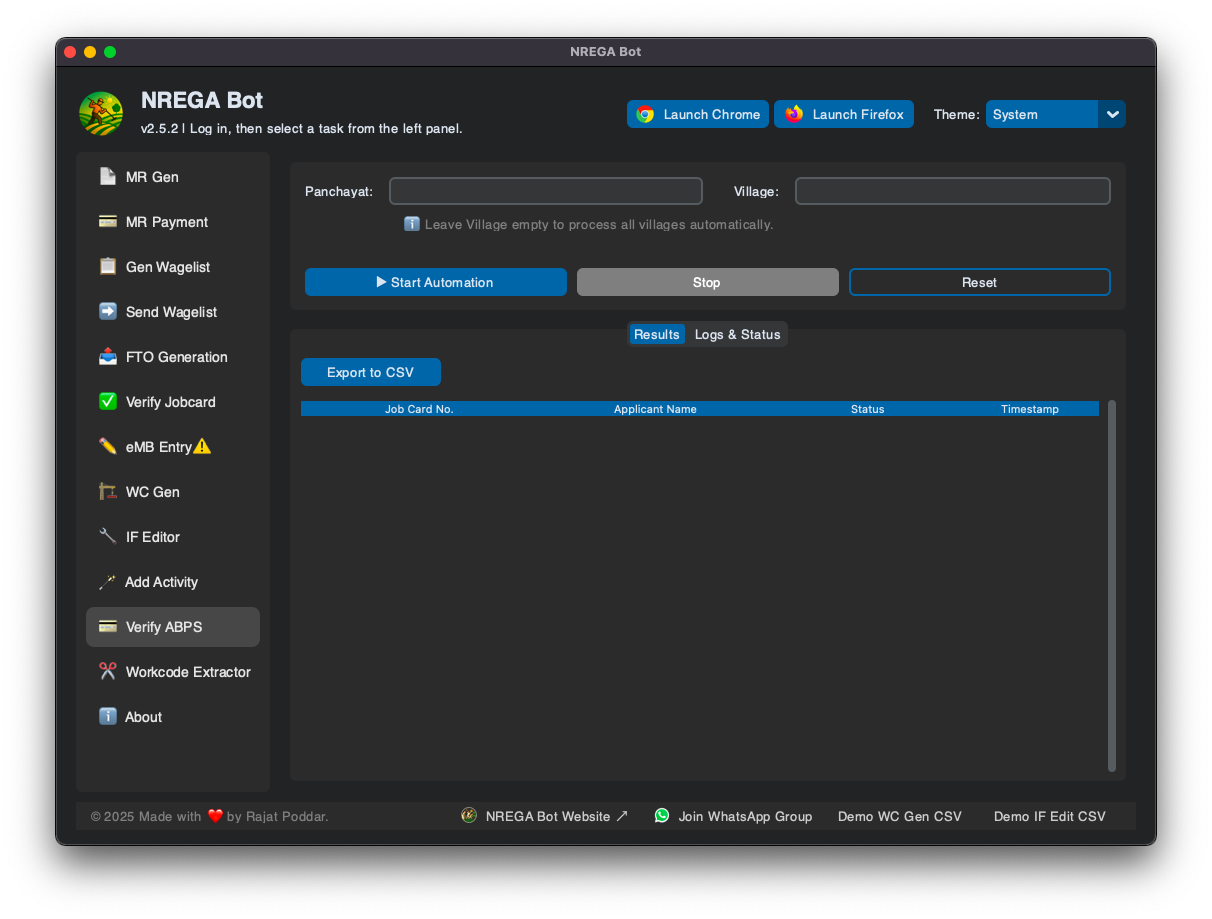 NREGA Bot
NREGA Bot
v2.5.2 | Log in, then select a task from the left panel.
Launch Chrome
Launch Firefox
Theme:
System
MR Gen
MR Payment
Gen Wagelist
Send Wagelist
FTO Generation
Verify Jobcard
eMB Entry
WC Gen
IF Editor
Add Activity
Verify ABPS
Workcode Extractor
About
Panchayat:
Village:
Leave Village empty to process all villages automatically.
Start Automation
Stop
Reset
Results
Logs & Status
Export to CSV
Job Card No.
Applicant Name
Status
Timestamp
© 2025 Made with ❤️ by Rajat Poddar.
NREGA Bot Website ↗
Join WhatsApp Group
Demo WC Gen CSV
Demo IF Edit CSV